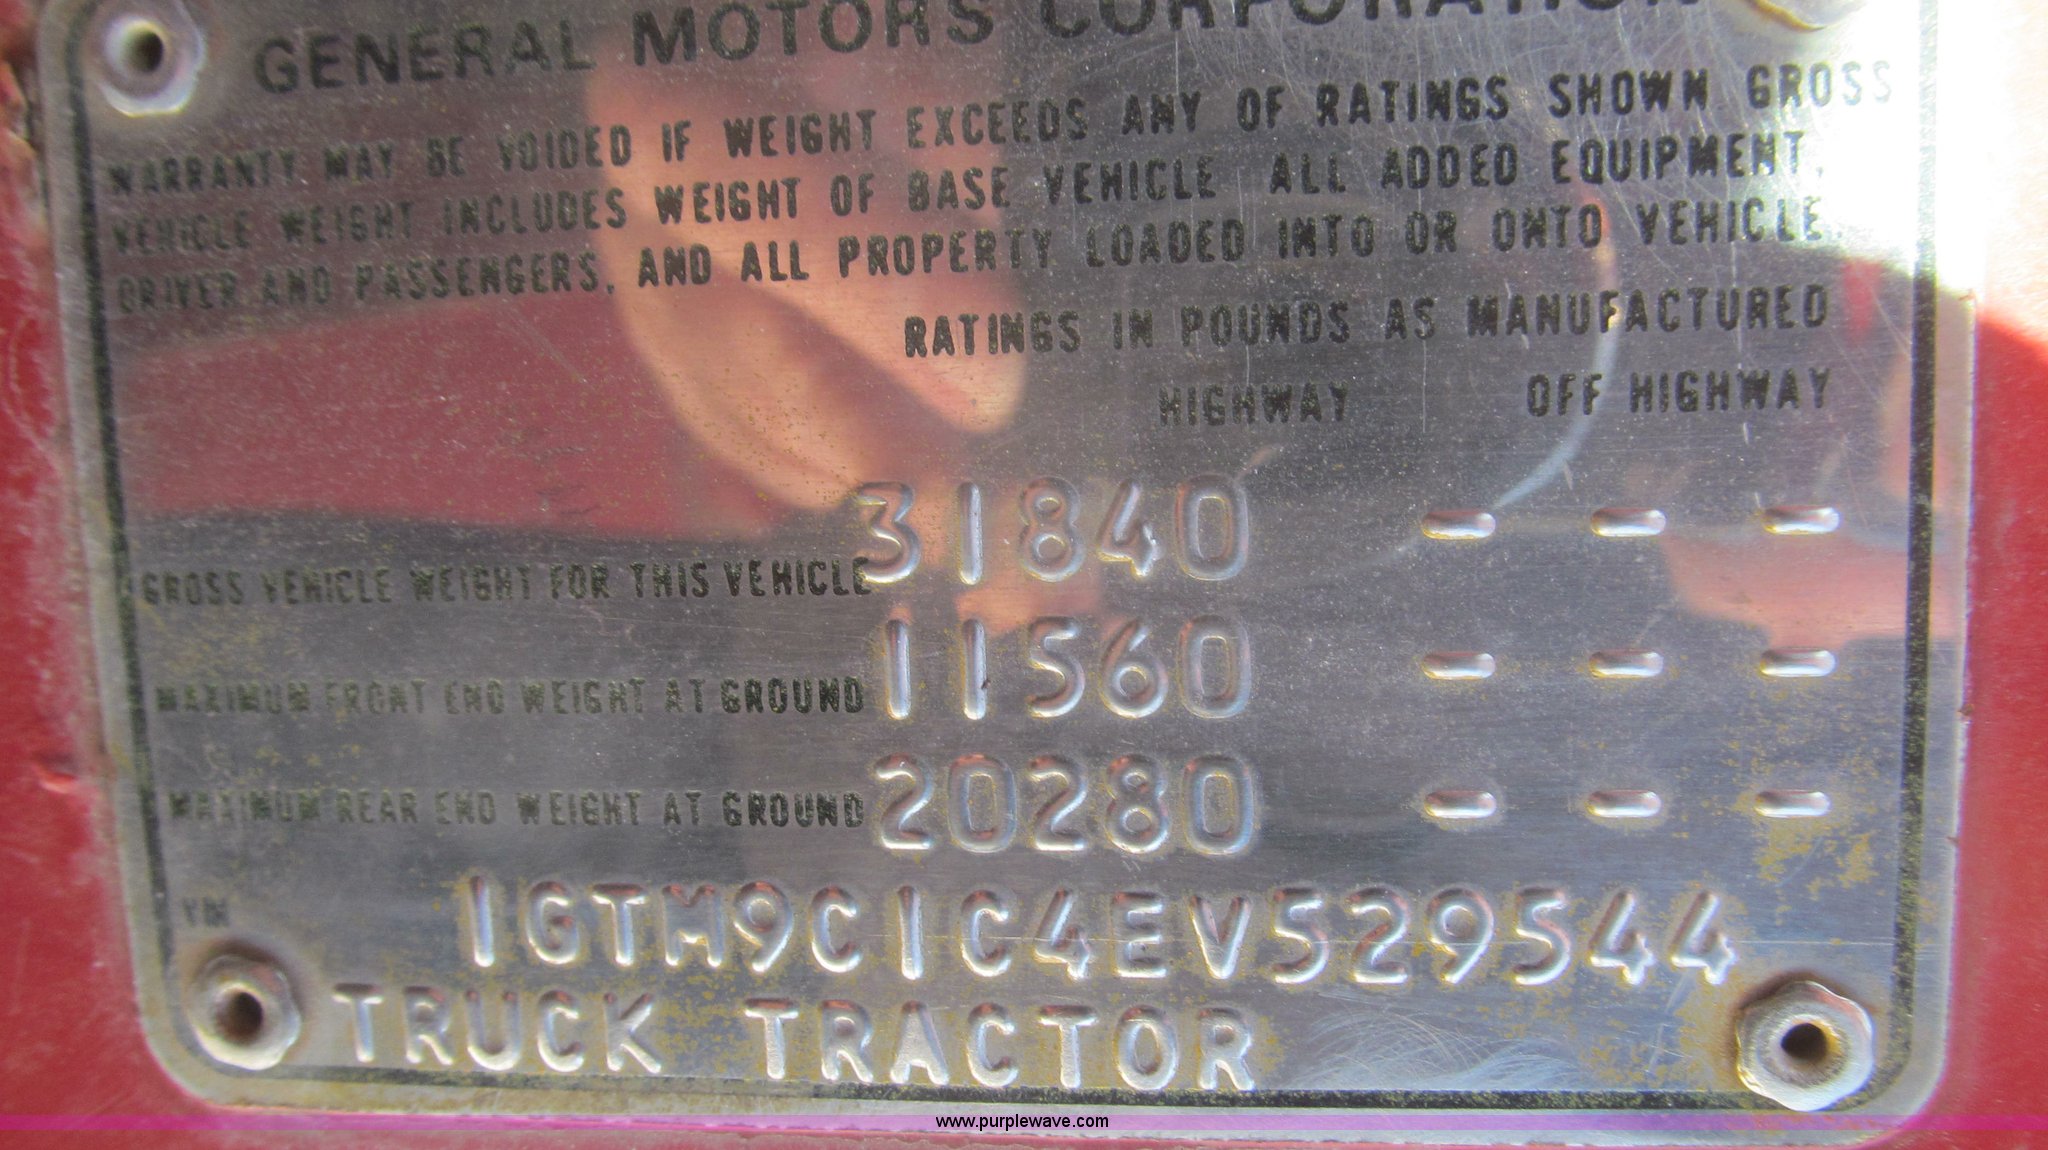 GENERAL MOTORS CORPORATION
WARRANTY MAY BE VOIDED IF WEIGHT EXCEEDS ANY OF RATINGS SHOWN GROSS
VEHICLE WEIGHT INCLUDES WEIGHT OF BASE VEHICLE ALL ADDED EQUIPMENT,
DRIVER AND PASSENGERS, AND ALL PROPERTY LOADED INTO OR ONTO VEHICLE.
RATINGS IN POUNDS AS MANUFACTURED
HIGHWAY OFF HIGHWAY
GROSS VEHICLE WEIGHT FOR THIS VEHICLE 31840 - - -
MAXIMUM FRONT END WEIGHT AT GROUND 11560 - - -
MAXIMUM REAR END WEIGHT AT GROUND 20280 - - -
VIN 1GTM9C1C4EV529544
TRUCK TRACTOR
www.purplewave.com